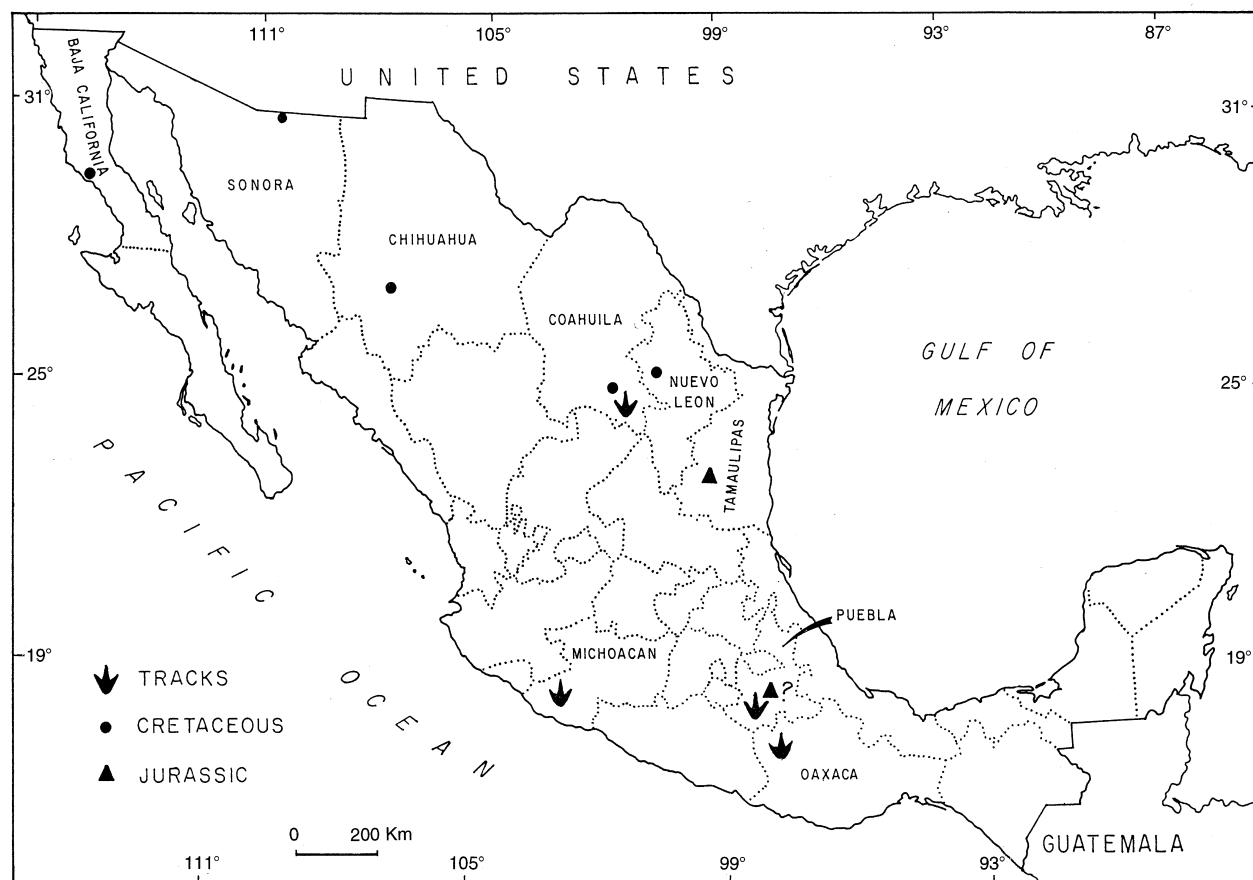 111° 105° 99° 93° 87°
UNITED STATES
BAJA CALIFORNIA
31° 31°
SONORA
CHIHUAHUA
COAHUILA
GULF OF
MEXICO
NUEVO
LEON
25° 25°
TAMAULIPAS
PACIFIC
OCEAN
PUEBLA
MICHOACAN
19° 19°
?
TRACKS
CRETACEOUS
JURASSIC
OAXACA
0 200 Km
GUATEMALA
111° 105° 99° 93°